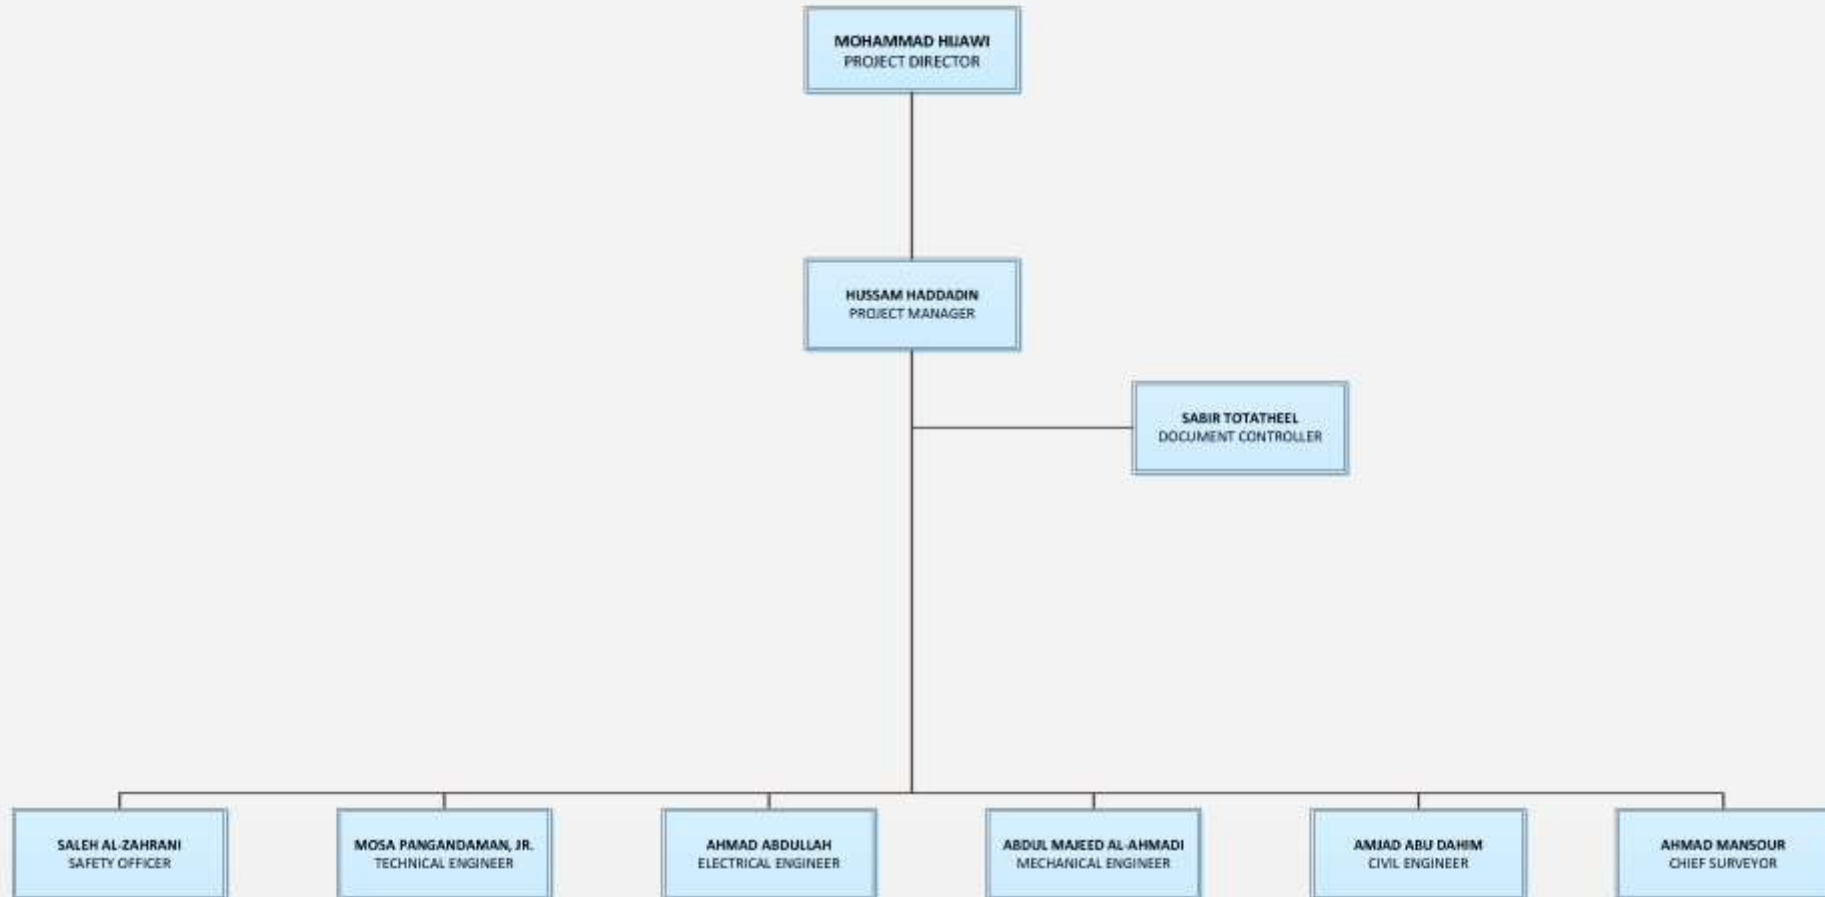 MOHAMMAD HIJAWI
PROJECT DIRECTOR
HUSSAM HADDADIN
PROJECT MANAGER
SABIR TOTATHEEL
DOCUMENT CONTROLLER
SALEH AL-ZAHRANI
SAFETY OFFICER
MOSA PANGANDAMAN, JR.
TECHNICAL ENGINEER
AHMAD ABDULLAH
ELECTRICAL ENGINEER
ABDUL MAJEED AL-AHMADI
MECHANICAL ENGINEER
AMJAD ABU DAHIM
CIVIL ENGINEER
AHMAD MANSOUR
CHIEF SURVEYOR